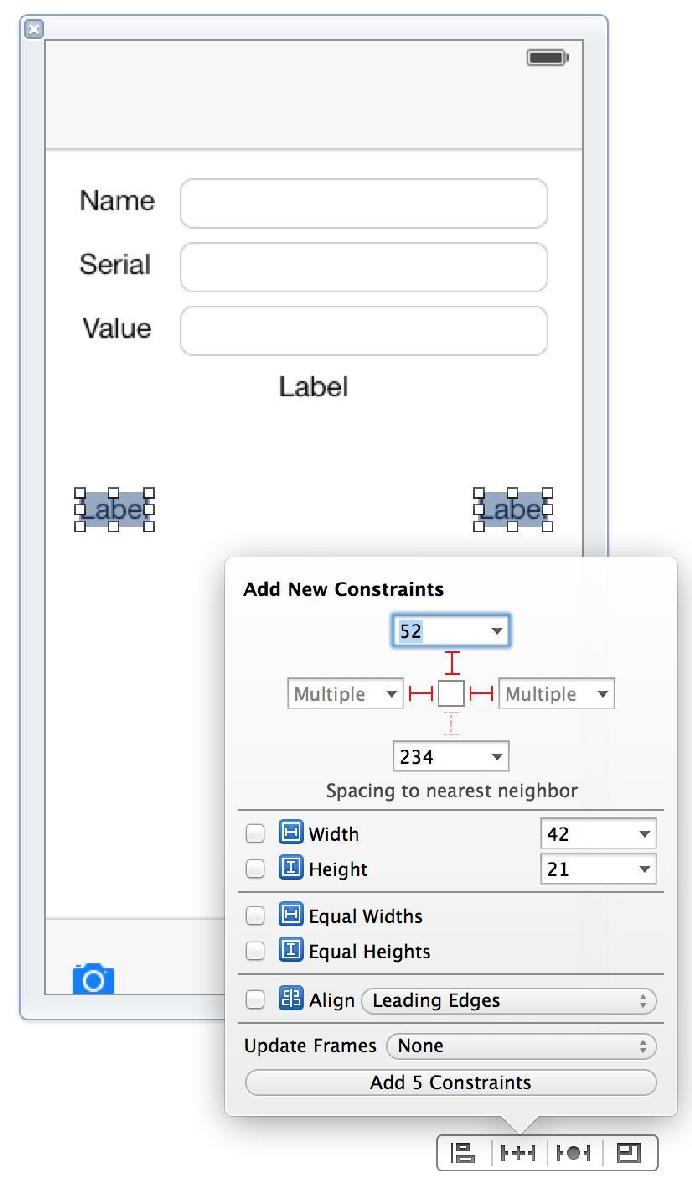 Name
Serial
Value
Label
Label Label
Add New Constraints
52
Multiple Multiple
234
Spacing to nearest neighbor
Width 42
Height 21
Equal Widths
Equal Heights
Align Leading Edges
Update Frames None
Add 5 Constraints